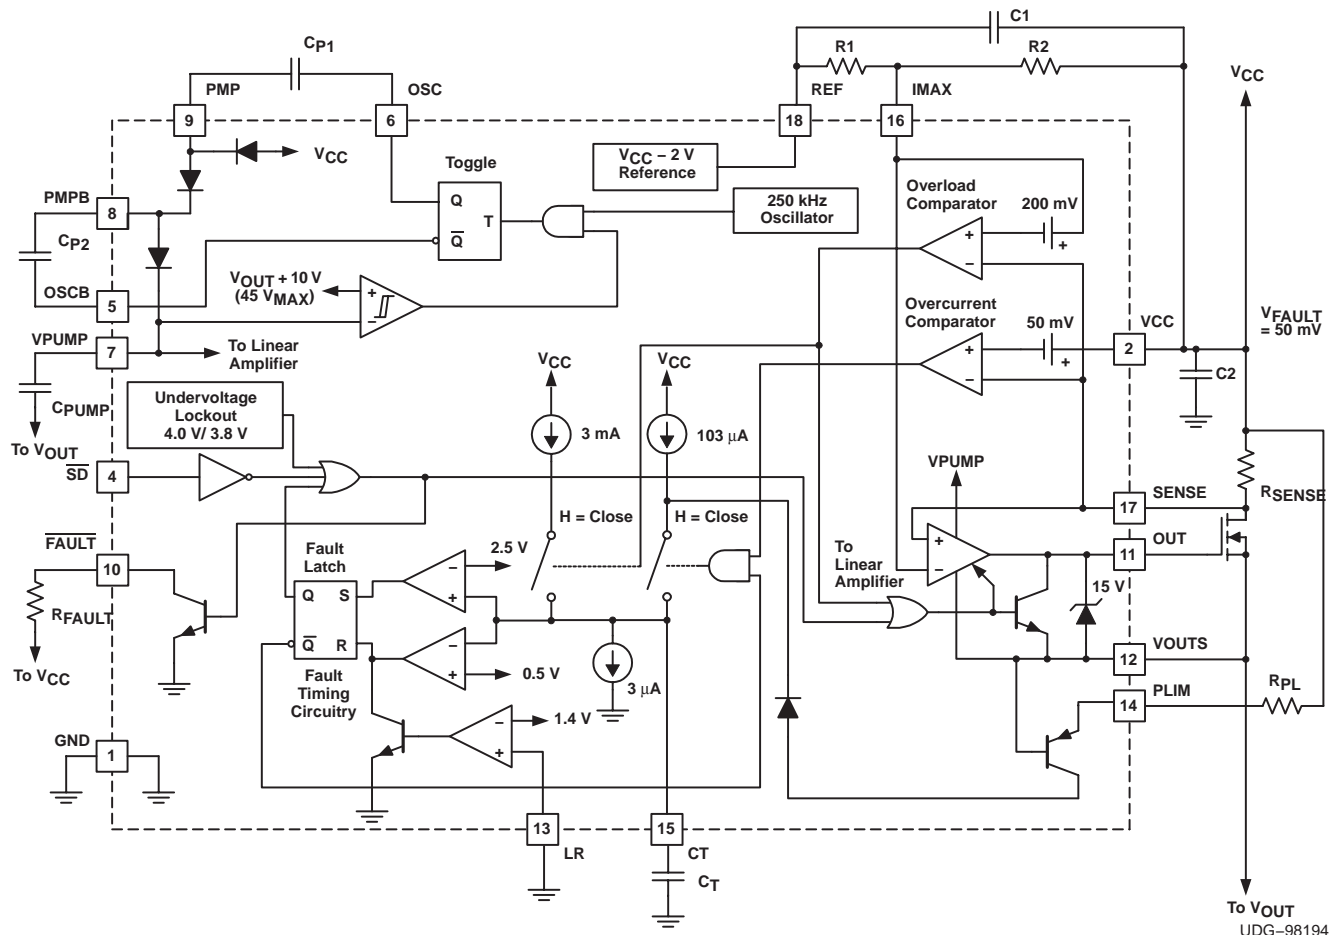 C1
CP1
R1
R2
PMP
OSC
REF
IMAX
VCC
9
6
18
16
VCC
Toggle
VCC – 2 V
Reference
Overload
Comparator
200 mV
+
PMPB
8
Q
T
Q
250 kHz
Oscillator
+
–
CP2
VOUT + 10 V
(45 VMAX)
+
–
OSCB
5
Overcurrent
Comparator
50 mV
+
VCC
2
VFAULT
= 50 mV
VPUMP
7
To Linear
Amplifier
+
–
C2
CPUMP
To VOUT
Undervoltage
Lockout
4.0 V/ 3.8 V
VCC
VCC
3 mA
103 µA
SD
4
VPUMP
RSENSE
SENSE
17
H = Close
H = Close
FAULT
10
Fault
Latch
2.5 V
–
+
To
Linear
Amplifier
+
–
OUT
11
RFAULT
Q
S
Q
R
15 V
To VCC
Fault
Timing
Circuitry
–
+
0.5 V
3 µA
VOUTS
12
PLIM
14
RPL
1.4 V
–
+
GND
1
13
LR
15
CT
CT
To VOUT
UDG–98194